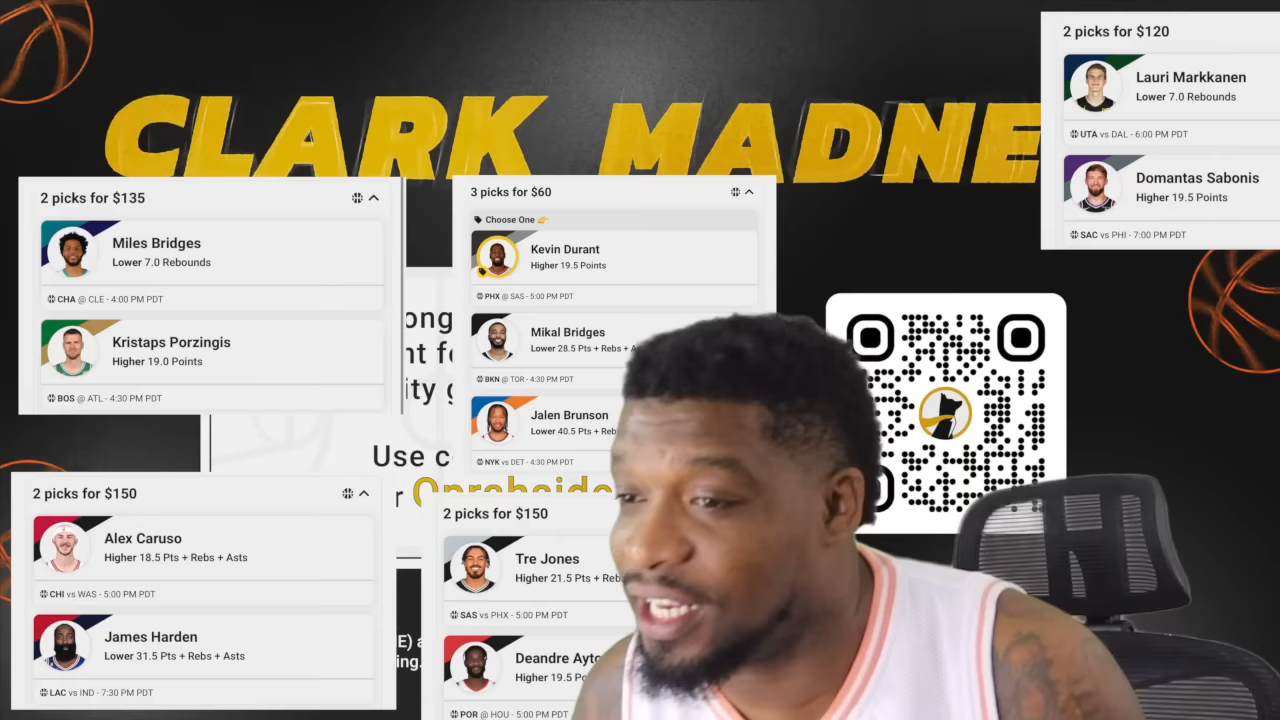 CLARK MADNE
2 picks for $120
Lauri Markkanen
Lower 7.0 Rebounds
UTA vs DAL - 6:00 PM PDT
Domantas Sabonis
Higher 19.5 Points
SAC vs PHI - 7:00 PM PDT
2 picks for $135
Miles Bridges
Lower 7.0 Rebounds
CHA @ CLE - 4:00 PM PDT
Kristaps Porzingis
Higher 19.0 Points
BOS @ ATL - 4:30 PM PDT
3 picks for $60
Choose One 👉
Kevin Durant
Higher 19.5 Points
PHX @ SAS - 5:00 PM PDT
Mikal Bridges
Lower 28.5 Pts + Rebs + A
BKN @ TOR - 4:30 PM PDT
Jalen Brunson
Lower 40.5 Pts + Reb
NYK vs DET - 4:30 PM PDT
ong
nt f
ity g
Use c
r
2 picks for $150
Alex Caruso
Higher 18.5 Pts + Rebs + Asts
CHI vs WAS - 5:00 PM PDT
James Harden
Lower 31.5 Pts + Rebs + Asts
LAC vs IND - 7:30 PM PDT
2 picks for $150
Tre Jones
Higher 21.5 Pts + Reb
SAS vs PHX - 5:00 PM PDT
Deandre Ayto
Higher 19.5 Po
POR @ HOU - 5:00 PM PDT
E) a
ing.